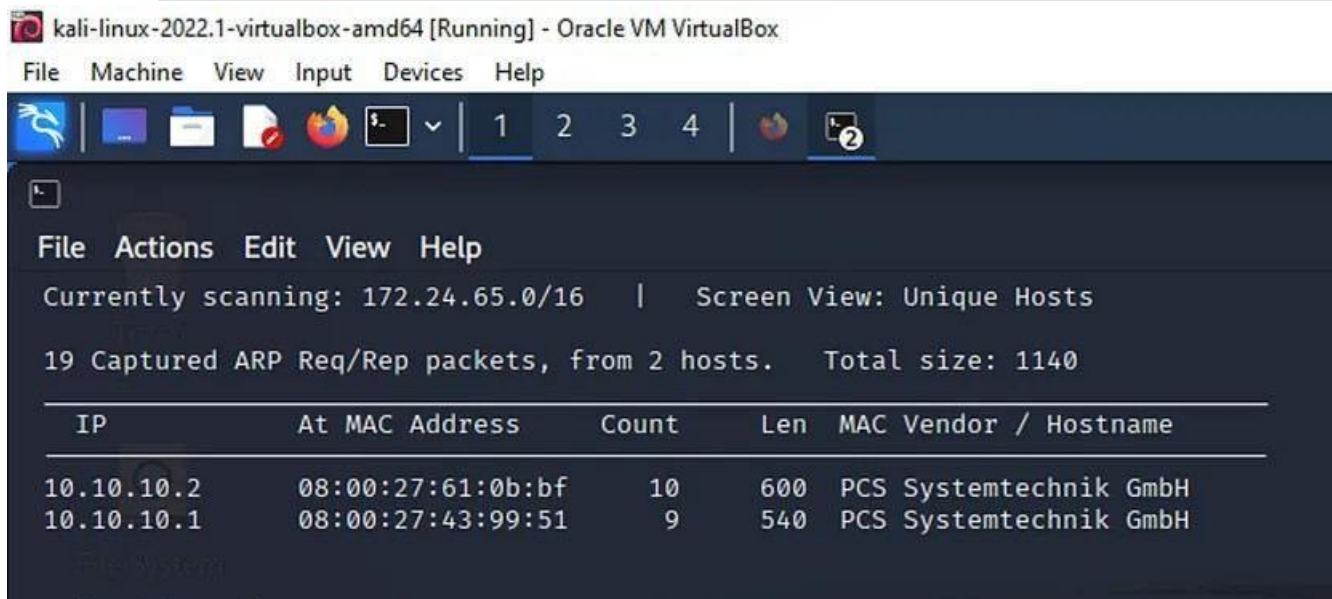 kali-linux-2022.1-virtualbox-amd64 [Running] - Oracle VM VirtualBox
File Machine View Input Devices Help
1 2 3 4 2
File Actions Edit View Help
Currently scanning: 172.24.65.0/16 | Screen View: Unique Hosts
19 Captured ARP Req/Rep packets, from 2 hosts. Total size: 1140
IP At MAC Address Count Len MAC Vendor / Hostname
10.10.10.2 08:00:27:61:0b:bf 10 600 PCS Systemtechnik GmbH
10.10.10.1 08:00:27:43:99:51 9 540 PCS Systemtechnik GmbH
File System